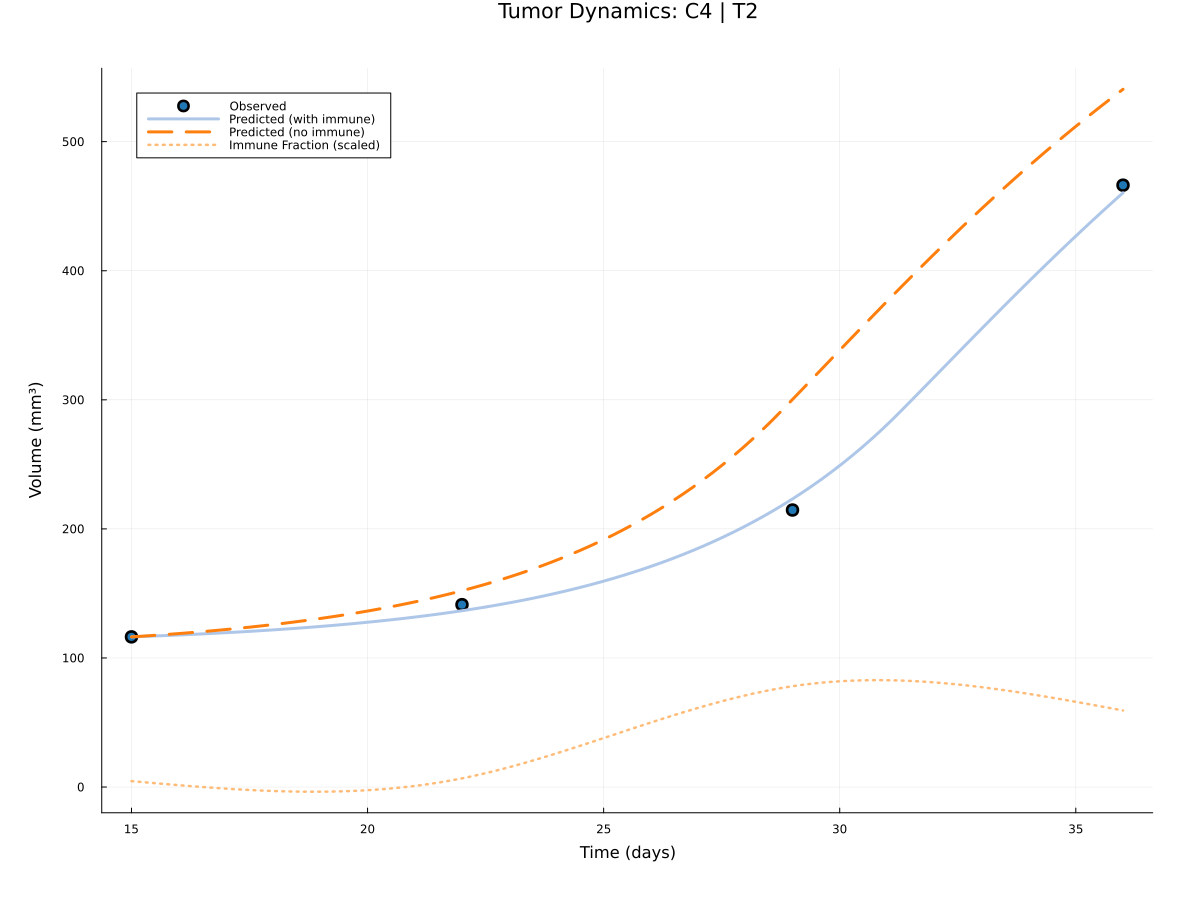 Tumor Dynamics: C4 | T2
Observed
Predicted (with immune)
Predicted (no immune)
Immune Fraction (scaled)
500
400
300
200
100
0
Volume (mm³)
15 20 25 30 35
Time (days)